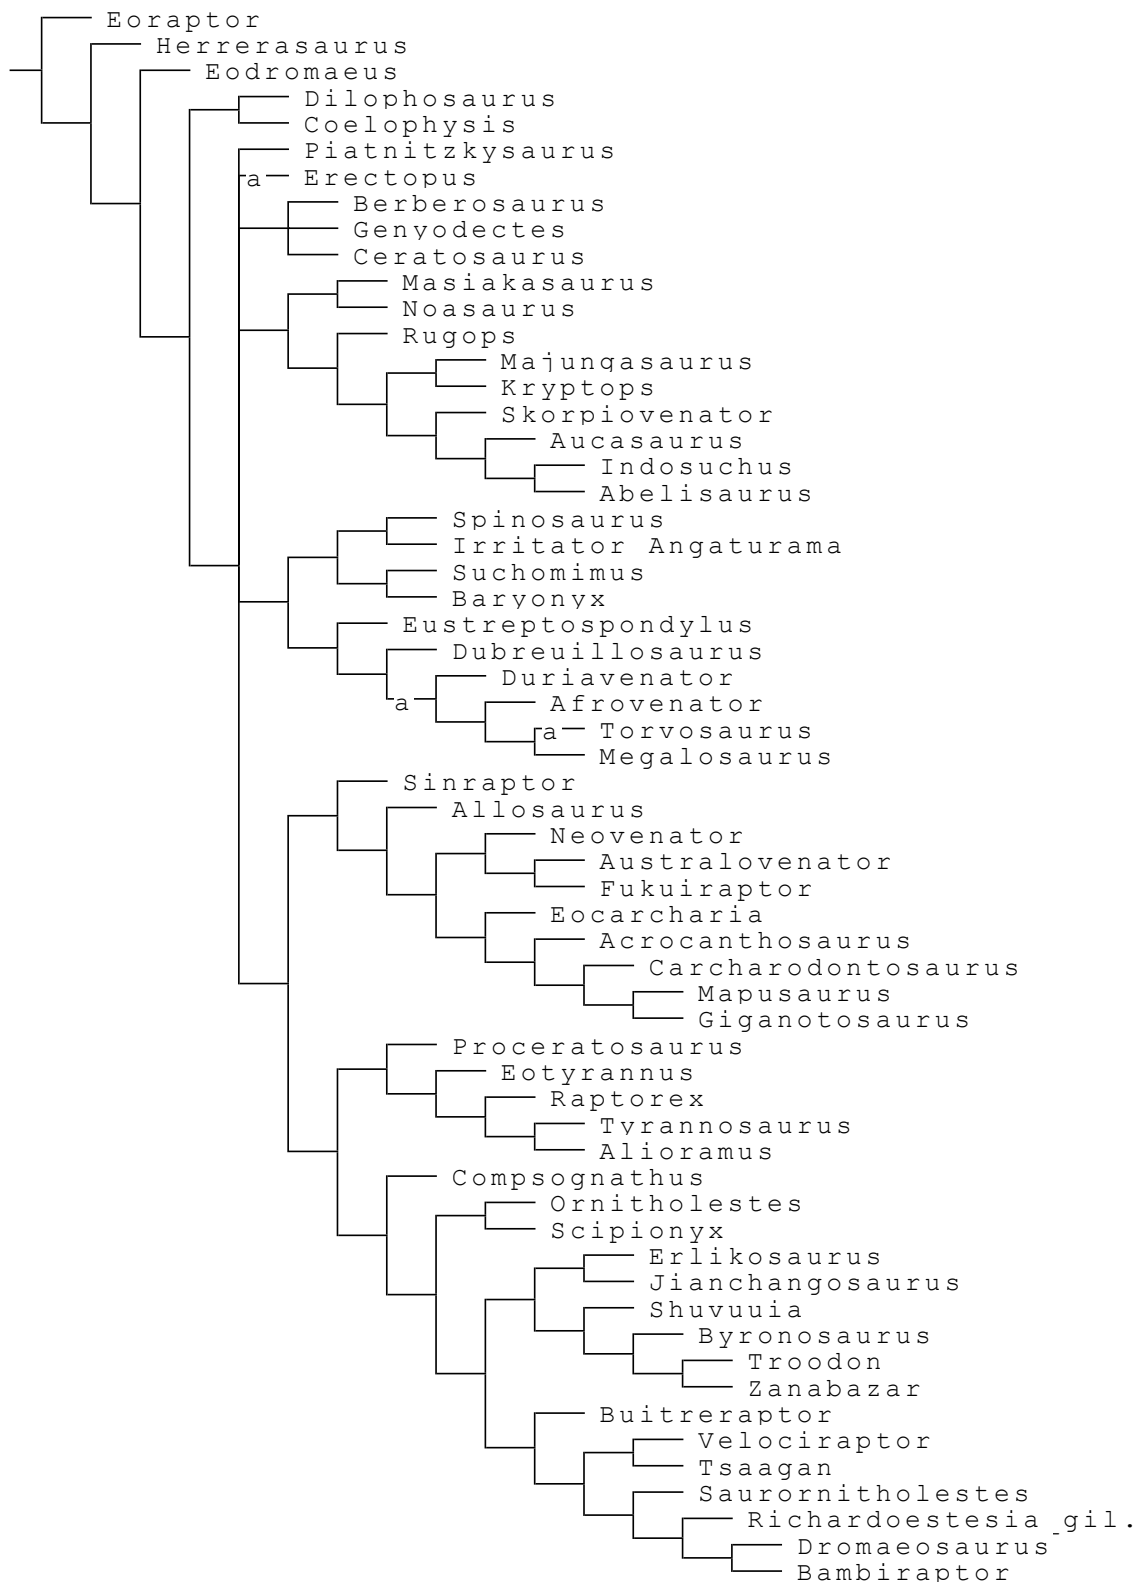 Eoraptor
Herrerasaurus
Eodromaeus
Dilophosaurus
Coelophysis
Piatnitzkysaurus
a Erectopus
Berberosaurus
Genyodectes
Ceratosaurus
Masiakasaurus
Noasaurus
Rugops
Majungasaurus
Kryptops
Skorpiovenator
Aucasaurus
Indosuchus
Abelisaurus
Spinosaurus
Irritator Angaturama
Suchomimus
Baryonyx
Eustreptospondylus
Dubreuillosaurus
Duriavenator
a Afrovenator
a Torvosaurus
Megalosaurus
Sinraptor
Allosaurus
Neovenator
Australovenator
Fukuiraptor
Eocarcharia
Acrocanthosaurus
Carcharodontosaurus
Mapusaurus
Giganotosaurus
Proceratosaurus
Eotyrannus
Raptorex
Tyrannosaurus
Alioramus
Compsognathus
Ornitholestes
Scipionyx
Erlikosaurus
Jianchangosaurus
Shuvuuia
Byronosaurus
Troodon
Zanabazar
Buitreraptor
Velociraptor
Tsaagan
Saurornitholestes
Richardoestesia_gil.
Dromaeosaurus
Bambiraptor